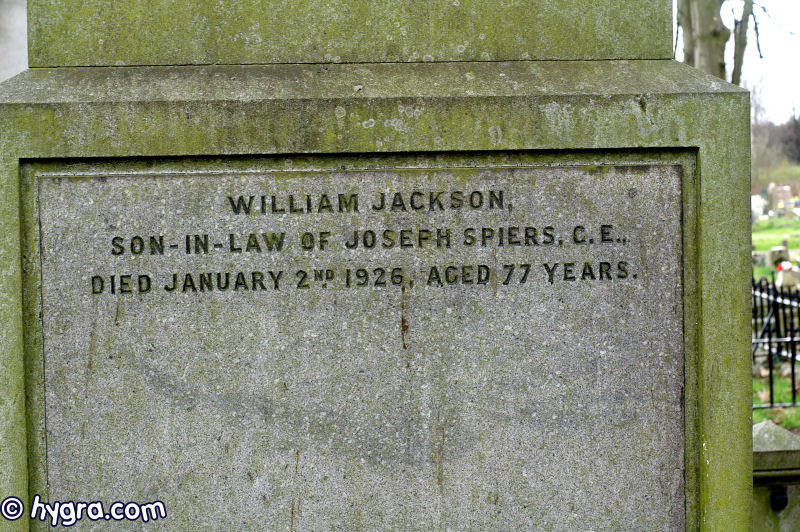 WILLIAM JACKSON,
SON-IN-LAW OF JOSEPH SPIERS, C.E.,
DIED JANUARY 2ND 1926, AGED 77 YEARS.
© hygra.com